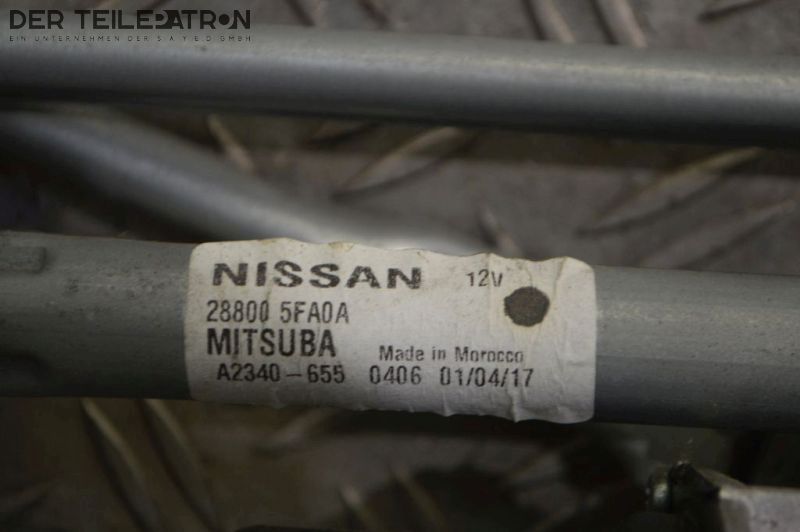 DER TEILEPATRON
EIN UNTERNEHMEN DER SAYED GMBH
NISSAN 12V
28800 5FA0A
MITSUBA Made in Morocco
A2340-655 0406 01/04/17